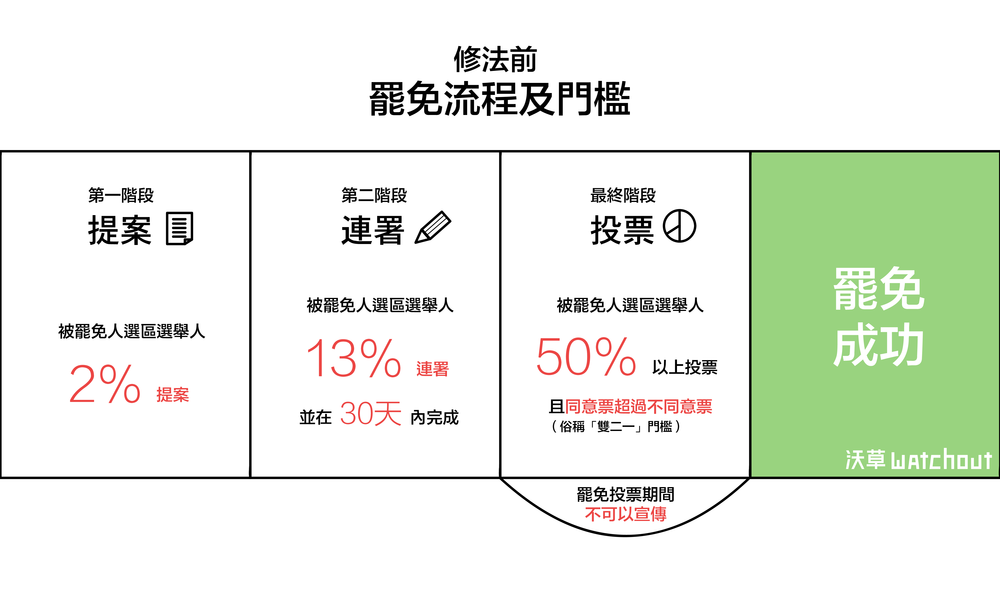 修法前
罷免流程及門檻
第一階段
提案
被罷免人選區選舉人
2% 提案
第二階段
連署
被罷免人選區選舉人
13% 連署
並在 30天 內完成
最終階段
投票
被罷免人選區選舉人
50% 以上投票
且同意票超過不同意票
（俗稱「雙二一」門檻）
罷免投票期間
不可以宣傳
罷免
成功
沃草 watchout